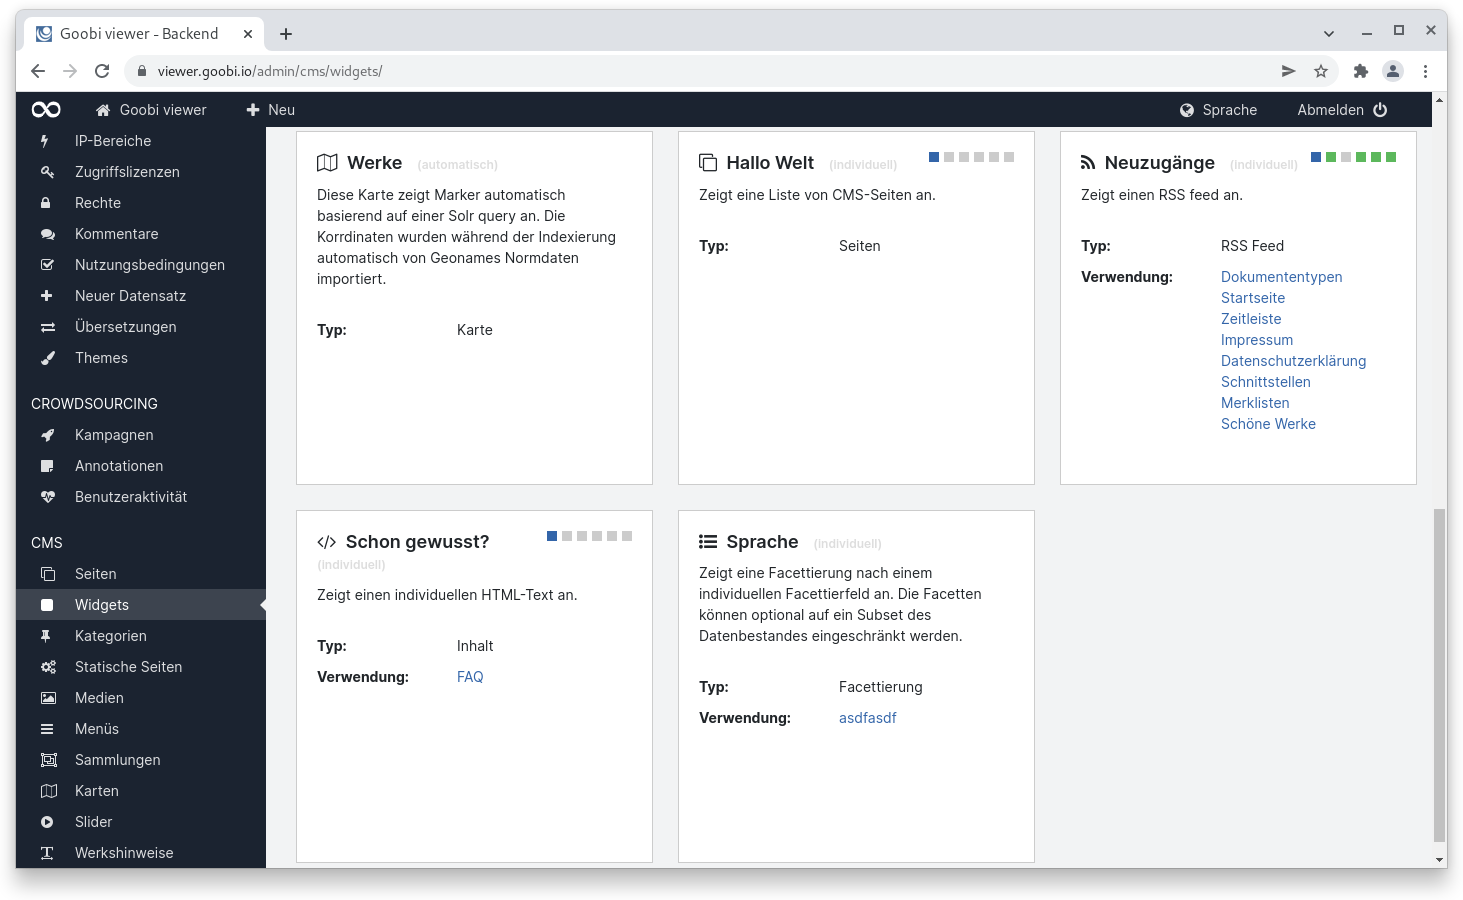 Goobi viewer - Backend
viewer.goobi.io/admin/cms/widgets/
Goobi viewer
Neu
Sprache
Abmelden
IP-Bereiche
Zugriffslizenzen
Rechte
Kommentare
Nutzungsbedingungen
Neuer Datensatz
Übersetzungen
Themes
CROWDSOURCING
Kampagnen
Annotationen
Benutzeraktivität
CMS
Seiten
Widgets
Kategorien
Statische Seiten
Medien
Menüs
Sammlungen
Karten
Slider
Werkshinweise
Werke (automatisch)
Diese Karte zeigt Marker automatisch
basierend auf einer Solr query an. Die
Korrdinaten wurden während der Indexierung
automatisch von Geonames Normdaten
importiert.
Typ: Karte
Hallo Welt (individuell)
Zeigt eine Liste von CMS-Seiten an.
Typ: Seiten
Neuzugänge (individuell)
Zeigt einen RSS feed an.
Typ: RSS Feed
Verwendung: Dokumententypen
Startseite
Zeitleiste
Impressum
Datenschutzerklärung
Schnittstellen
Merklisten
Schöne Werke
Schon gewusst?
(individuell)
Zeigt einen individuellen HTML-Text an.
Typ: Inhalt
Verwendung: FAQ
Sprache (individuell)
Zeigt eine Facettierung nach einem
individuellen Facettierfeld an. Die Facetten
können optional auf ein Subset des
Datenbestandes eingeschränkt werden.
Typ: Facettierung
Verwendung: asdfasdf